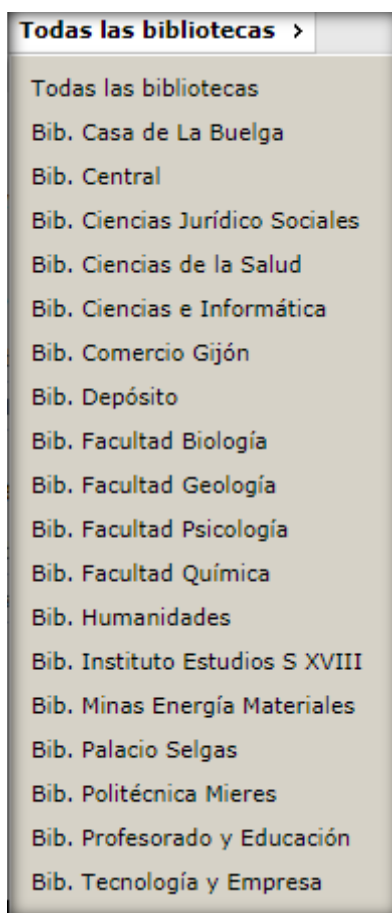 Todas las bibliotecas >
Todas las bibliotecas
Bib. Casa de La Buelga
Bib. Central
Bib. Ciencias Jurídico Sociales
Bib. Ciencias de la Salud
Bib. Ciencias e Informática
Bib. Comercio Gijón
Bib. Depósito
Bib. Facultad Biología
Bib. Facultad Geología
Bib. Facultad Psicología
Bib. Facultad Química
Bib. Humanidades
Bib. Instituto Estudios S XVIII
Bib. Minas Energía Materiales
Bib. Palacio Selgas
Bib. Politécnica Mieres
Bib. Profesorado y Educación
Bib. Tecnología y Empresa